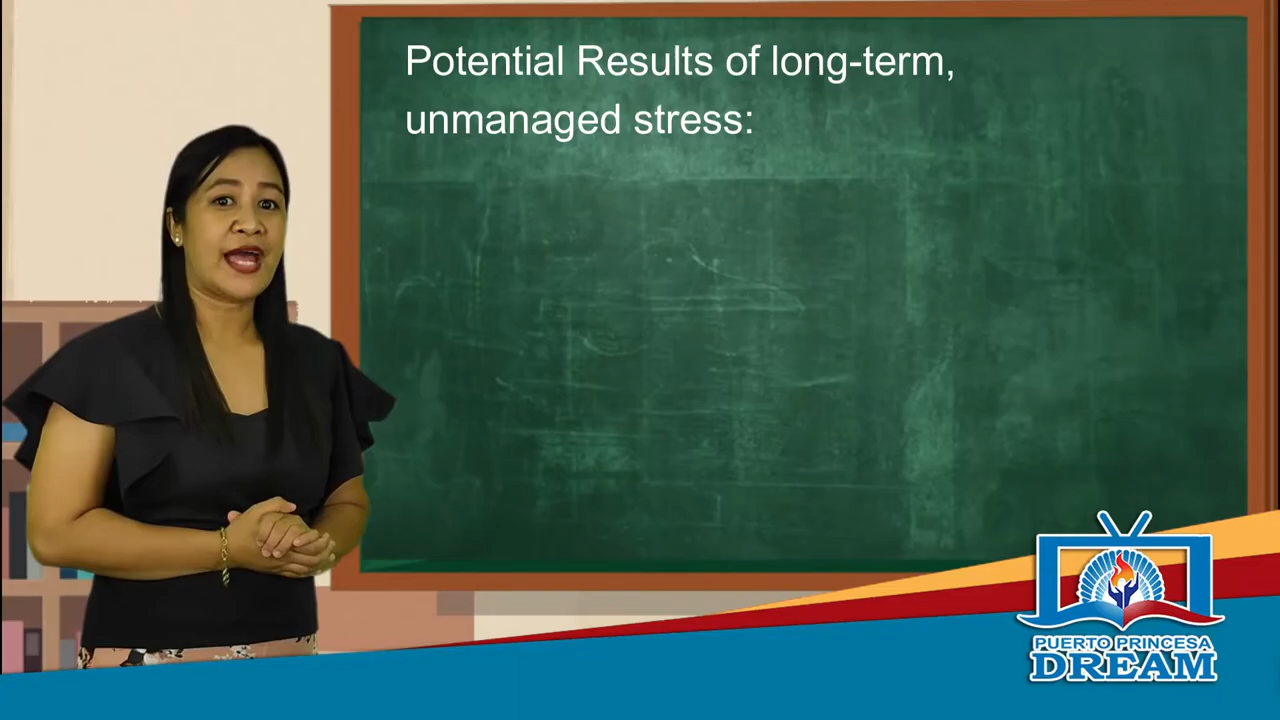 Potential Results of long-term,
unmanaged stress:
PUERTO PRINCESA
DREAM